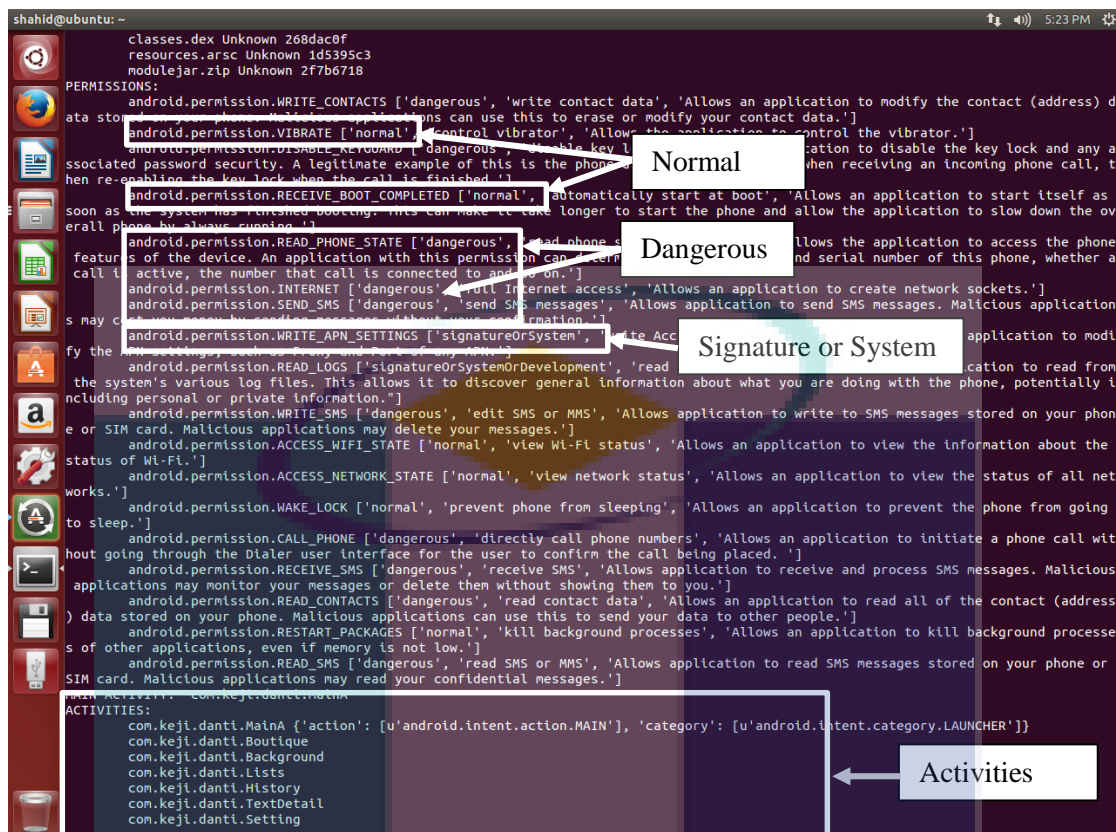 shahid@ubuntu: ~ 5:23 PM
classes.dex Unknown 268dac0f
resources.arsc Unknown 1d5395c3
modulejar.zip Unknown 2f7b6718
PERMISSIONS:
android.permission.WRITE_CONTACTS ['dangerous', 'write contact data', 'Allows an application to modify the contact (address) d
ata stored on your phone. Malicious applications can use this to erase or modify your contact data.']
android.permission.VIBRATE ['normal', 'control vibrator', 'Allows the application to control the vibrator.']
android.permission.DISABLE_KEYGUARD ['dangerous', 'disable key lo cation to disable the key lock and any a
Normal
ssociated password security. A legitimate example of this is the phone when receiving an incoming phone call, t
hen re-enabling the key lock when the call is finished.']
android.permission.RECEIVE_BOOT_COMPLETED ['normal', 'automatically start at boot', 'Allows an application to start itself as
soon as the system has finished booting. This can make it take longer to start the phone and allow the application to slow down the ov
erall phone by always running.']
android.permission.READ_PHONE_STATE ['dangerous', 'read phone s llows the application to access the phone
Dangerous
features of the device. An application with this permission can determ nd serial number of this phone, whether a
call is active, the number that call is connected to and so on.']
android.permission.INTERNET ['dangerous', 'full Internet access', 'Allows an application to create network sockets.']
android.permission.SEND_SMS ['dangerous', 'send SMS messages', 'Allows application to send SMS messages. Malicious application
s may cost you money by sending messages without your confirmation.']
android.permission.WRITE_APN_SETTINGS ['signatureOrSystem', 'write Acc application to modi
Signature or System
fy the APN settings, such as Proxy and Port of any APN.']
android.permission.READ_LOGS ['signatureOrSystemOrDevelopment', 'read cation to read from
the system's various log files. This allows it to discover general information about what you are doing with the phone, potentially i
ncluding personal or private information."]
android.permission.WRITE_SMS ['dangerous', 'edit SMS or MMS', 'Allows application to write to SMS messages stored on your phon
e or SIM card. Malicious applications may delete your messages.']
android.permission.ACCESS_WIFI_STATE ['normal', 'view Wi-Fi status', 'Allows an application to view the information about the
status of Wi-Fi.']
android.permission.ACCESS_NETWORK_STATE ['normal', 'view network status', 'Allows an application to view the status of all net
works.']
android.permission.WAKE_LOCK ['normal', 'prevent phone from sleeping', 'Allows an application to prevent the phone from going
to sleep.']
android.permission.CALL_PHONE ['dangerous', 'directly call phone numbers', 'Allows an application to initiate a phone call wit
hout going through the Dialer user interface for the user to confirm the call being placed. ']
android.permission.RECEIVE_SMS ['dangerous', 'receive SMS', 'Allows application to receive and process SMS messages. Malicious
applications may monitor your messages or delete them without showing them to you.']
android.permission.READ_CONTACTS ['dangerous', 'read contact data', 'Allows an application to read all of the contact (address
) data stored on your phone. Malicious applications can use this to send your data to other people.']
android.permission.RESTART_PACKAGES ['normal', 'kill background processes', 'Allows an application to kill background processe
s of other applications, even if memory is not low.']
android.permission.READ_SMS ['dangerous', 'read SMS or MMS', 'Allows application to read SMS messages stored on your phone or
SIM card. Malicious applications may read your confidential messages.']
MAIN ACTIVITY: com.keji.danti.MainA
ACTIVITIES:
com.keji.danti.MainA {'action': [u'android.intent.action.MAIN'], 'category': [u'android.intent.category.LAUNCHER']}
com.keji.danti.Boutique
com.keji.danti.Background
com.keji.danti.Lists
Activities
com.keji.danti.History
com.keji.danti.TextDetail
com.keji.danti.Setting